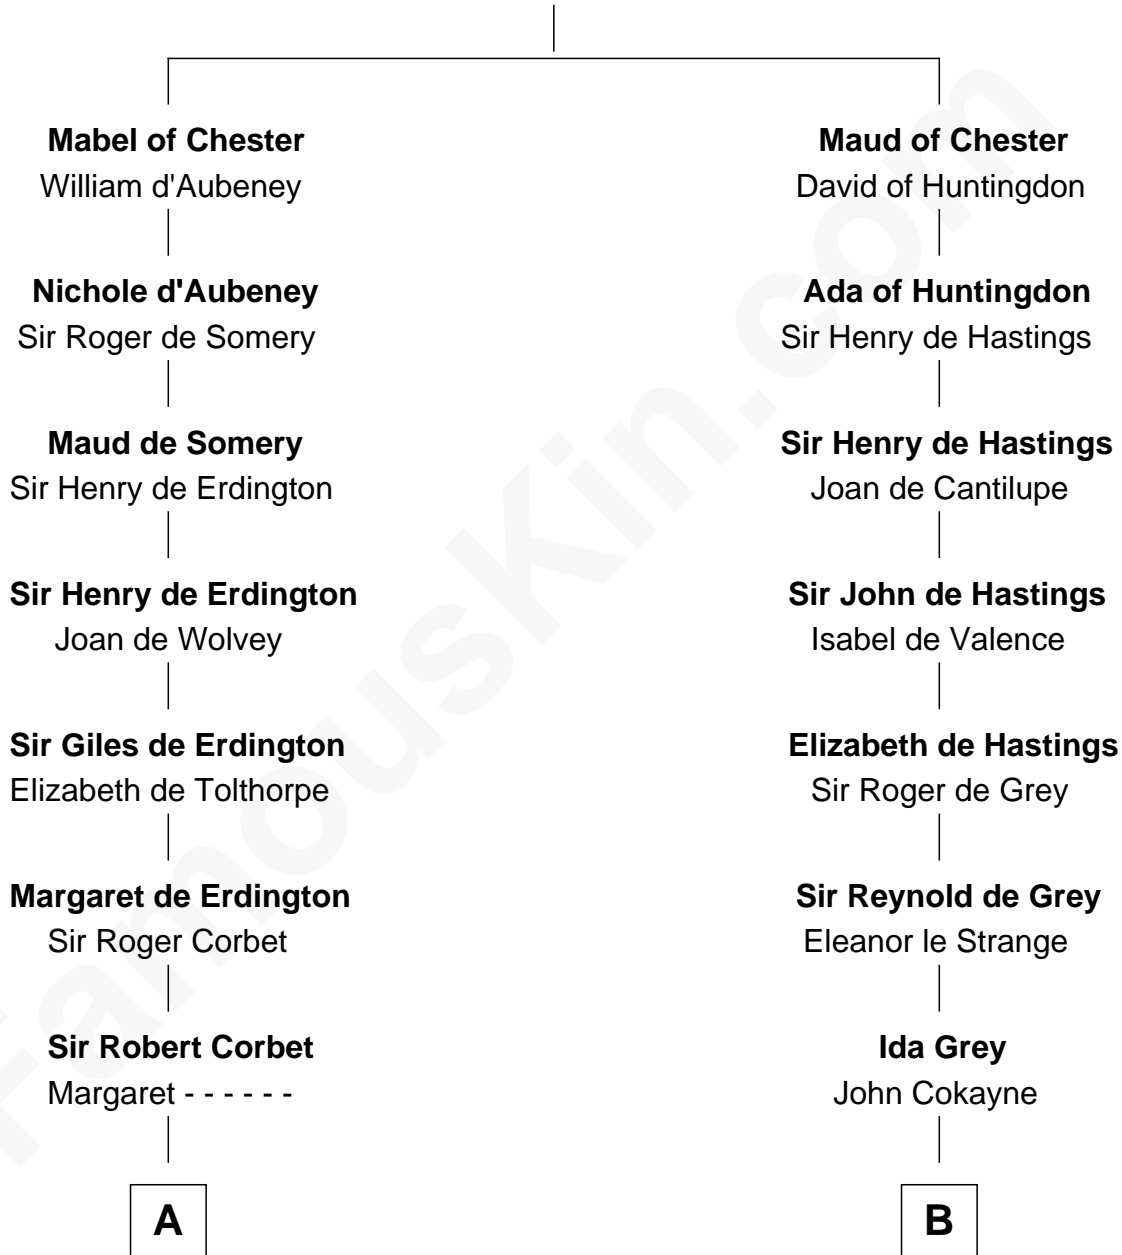 Mabel of Chester
William d'Aubeney
Nichole d'Aubeney
Sir Roger de Somery
Maud de Somery
Sir Henry de Erdington
Sir Henry de Erdington
Joan de Wolvey
Sir Giles de Erdington
Elizabeth de Tolthorpe
Margaret de Erdington
Sir Roger Corbet
Sir Robert Corbet
Margaret - - - - - -
A
Maud of Chester
David of Huntingdon
Ada of Huntingdon
Sir Henry de Hastings
Sir Henry de Hastings
Joan de Cantilupe
Sir John de Hastings
Isabel de Valence
Elizabeth de Hastings
Sir Roger de Grey
Sir Reynold de Grey
Eleanor le Strange
Ida Grey
John Cokayne
B
FamousKin.com